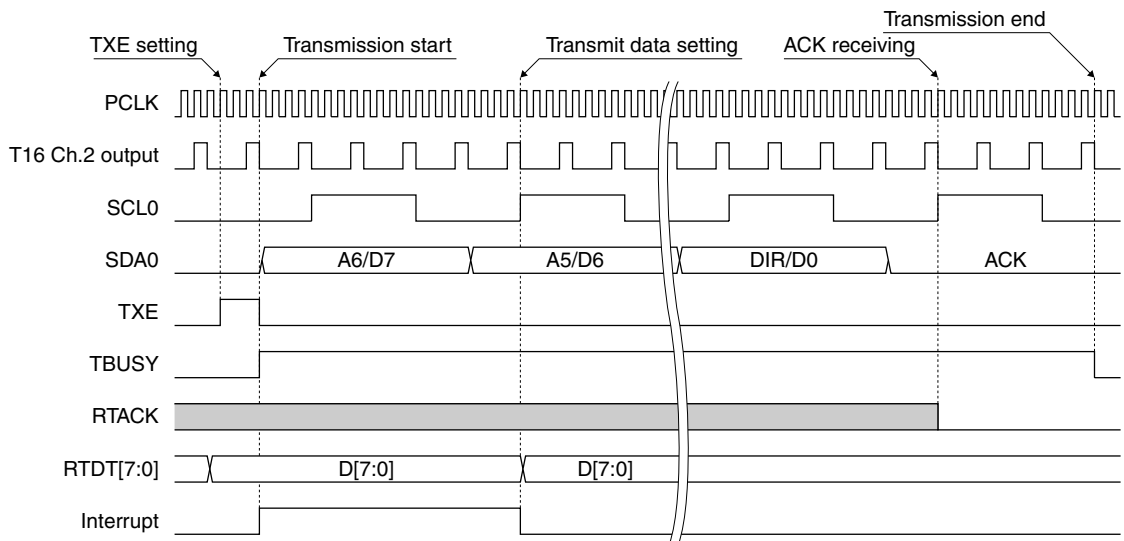 Transmission end
TXE setting
Transmission start
Transmit data setting
ACK receiving
PCLK
T16 Ch.2 output
SCL0
SDA0
A6/D7
A5/D6
DIR/D0
ACK
TXE
TBUSY
RTACK
RTDT[7:0]
D[7:0]
D[7:0]
Interrupt